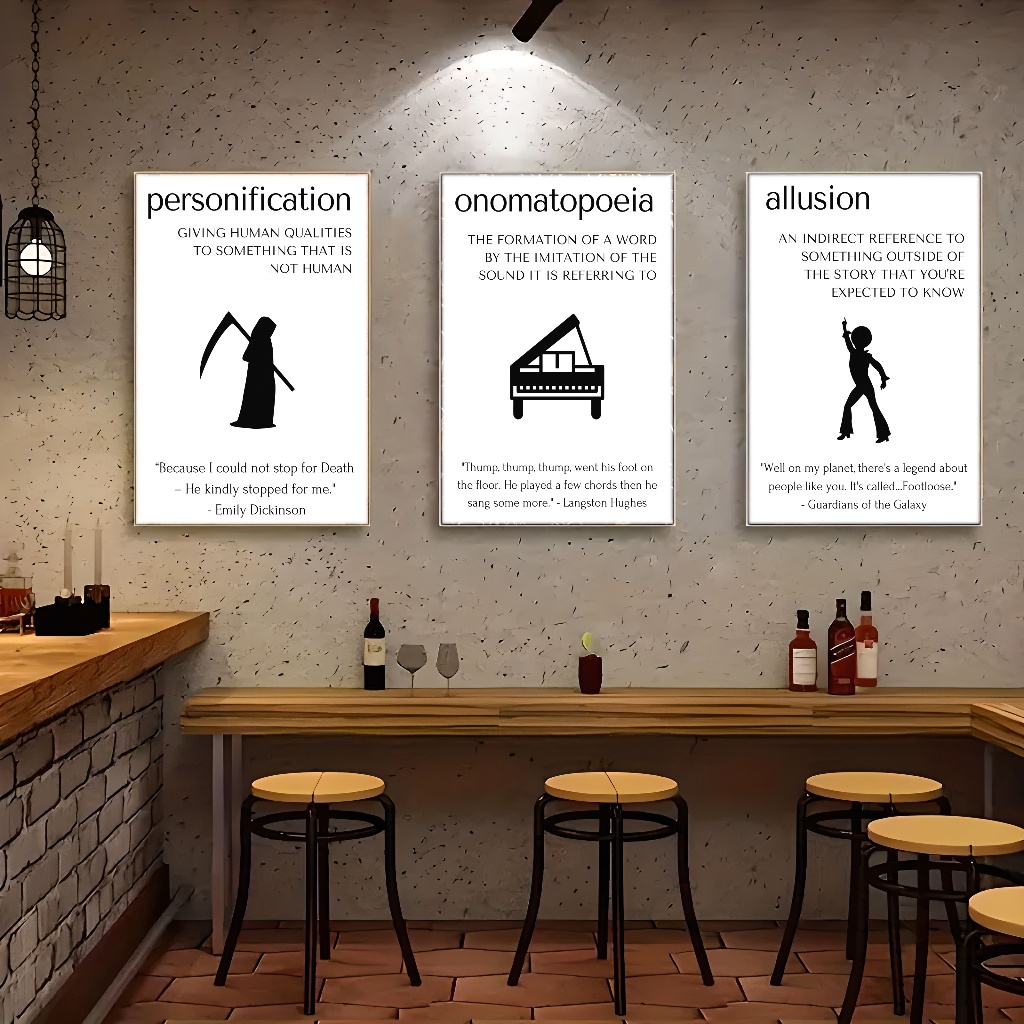 personification
GIVING HUMAN QUALITIES
TO SOMETHING THAT IS
NOT HUMAN
"Because I could not stop for Death
– He kindly stopped for me."
- Emily Dickinson
onomatopoeia
THE FORMATION OF A WORD
BY THE IMITATION OF THE
SOUND IT IS REFERRING TO
"Thump, thump, thump, went his foot on
the floor. He played a few chords then he
sang some more." - Langston Hughes
allusion
AN INDIRECT REFERENCE TO
SOMETHING OUTSIDE OF
THE STORY THAT YOU'RE
EXPECTED TO KNOW
"Well on my planet, there's a legend about
people like you. It's called...Footloose."
- Guardians of the Galaxy